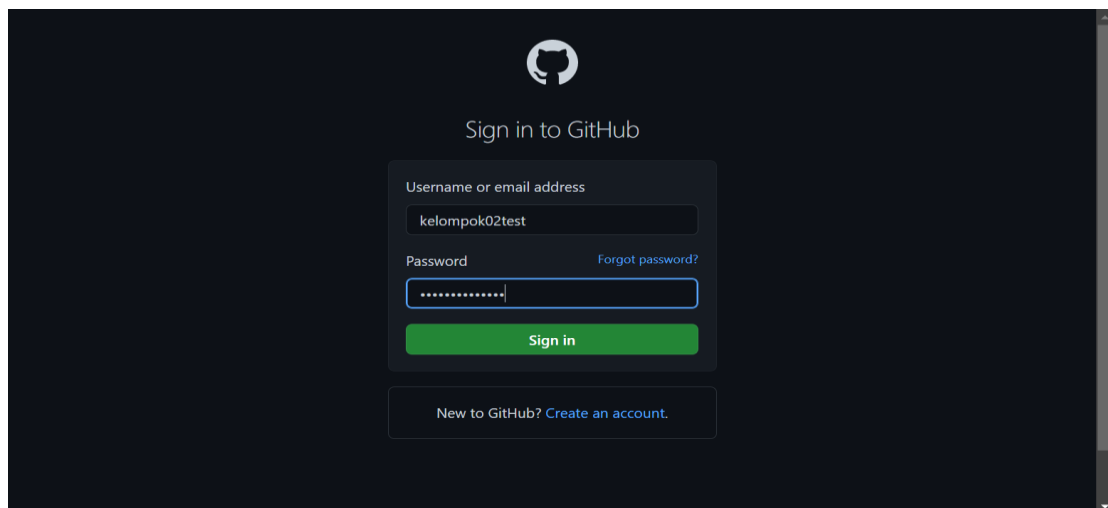 Sign in to GitHub
Username or email address
kelompok02test
Password Forgot password?
••••••••••••••
Sign in
New to GitHub? Create an account.